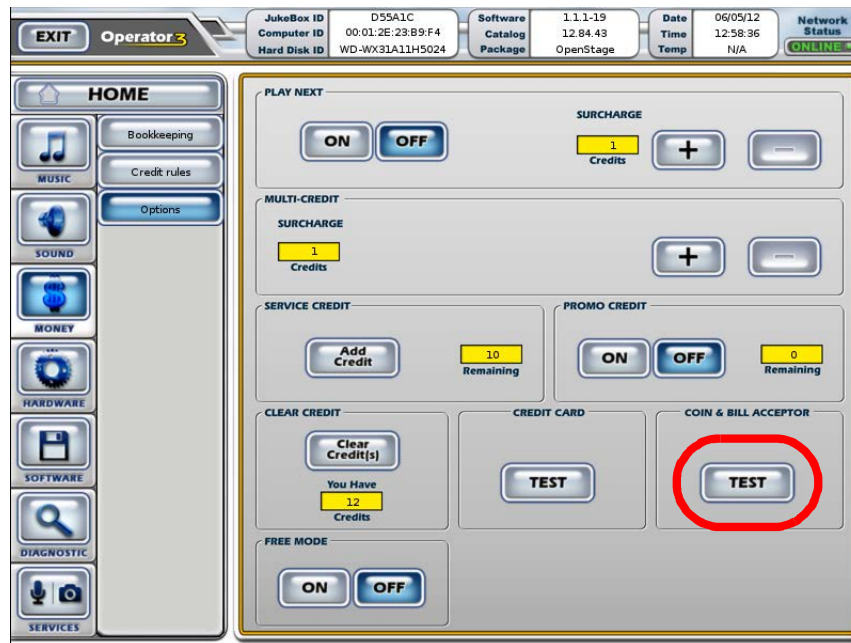 EXIT
Operator 3
JukeBox ID D55A1C
Computer ID 00:01:2E:23:B9:F4
Hard Disk ID WD-WX31A11H5024
Software 1.1.1-19
Catalog 12.84.43
Package OpenStage
Date 06/05/12
Time 12:58:36
Temp N/A
Network
Status
ONLINE
HOME
MUSIC
SOUND
MONEY
HARDWARE
SOFTWARE
DIAGNOSTIC
SERVICES
Bookkeeping
Credit rules
Options
PLAY NEXT
ON OFF
SURCHARGE
1
Credits
+ −
MULTI-CREDIT
SURCHARGE
1
Credits
+ −
SERVICE CREDIT
Add
Credit
10
Remaining
PROMO CREDIT
ON OFF
0
Remaining
CLEAR CREDIT
Clear
Credit(s)
You Have
12
Credits
CREDIT CARD
TEST
COIN & BILL ACCEPTOR
TEST
FREE MODE
ON OFF